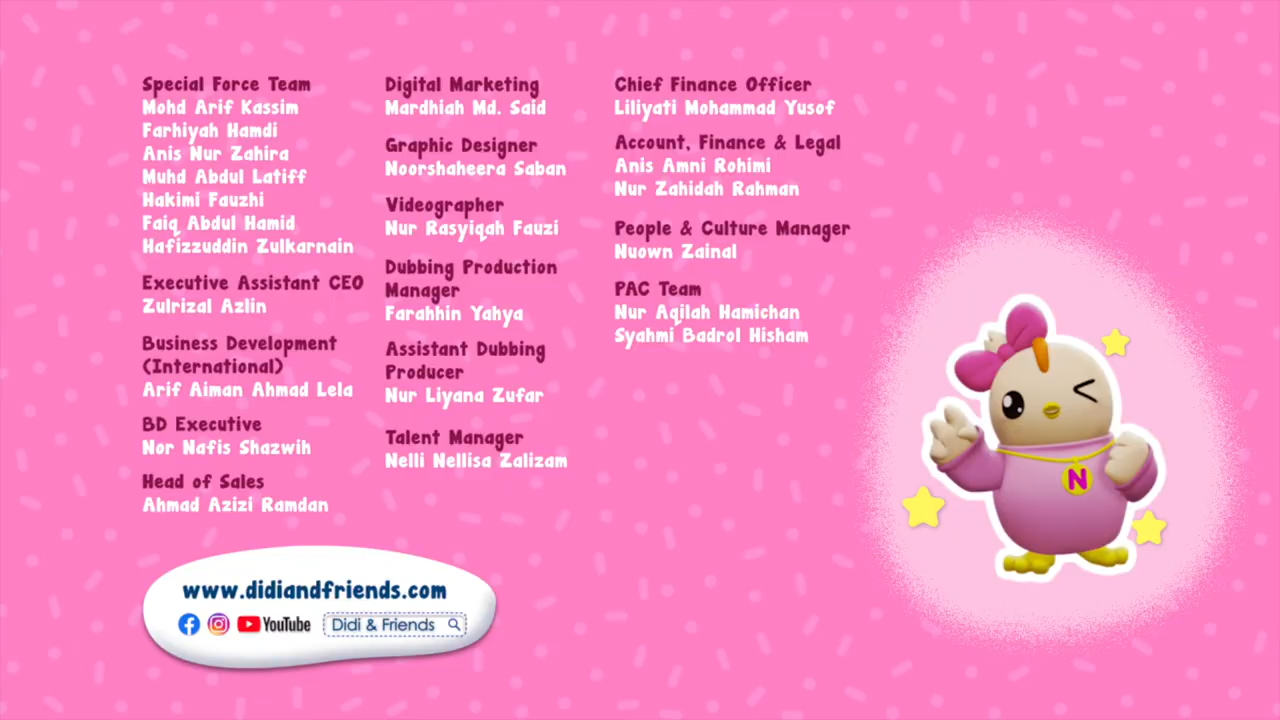 Special Force Team
Mohd Arif Kassim
Farhiyah Hamdi
Anis Nur Zahira
Muhd Abdul Latiff
Hakimi Fauzhi
Faiq Abdul Hamid
Hafizzuddin Zulkarnain
Executive Assistant CEO
Zulrizal Azlin
Business Development
(International)
Arif Aiman Ahmad Lela
BD Executive
Nor Nafis Shazwih
Head of Sales
Ahmad Azizi Ramdan
Digital Marketing
Mardhiah Md. Said
Graphic Designer
Noorshaheera Saban
Videographer
Nur Rasyiqah Fauzi
Dubbing Production
Manager
Farahhin Yahya
Assistant Dubbing
Producer
Nur Liyana Zufar
Talent Manager
Nelli Nellisa Zalizam
Chief Finance Officer
Liliyati Mohammad Yusof
Account, Finance & Legal
Anis Amni Rohimi
Nur Zahidah Rahman
People & Culture Manager
Nuown Zainal
PAC Team
Nur Aqilah Hamichan
Syahmi Badrol Hisham
N
www.didiandfriends.com
YouTube
Didi & Friends